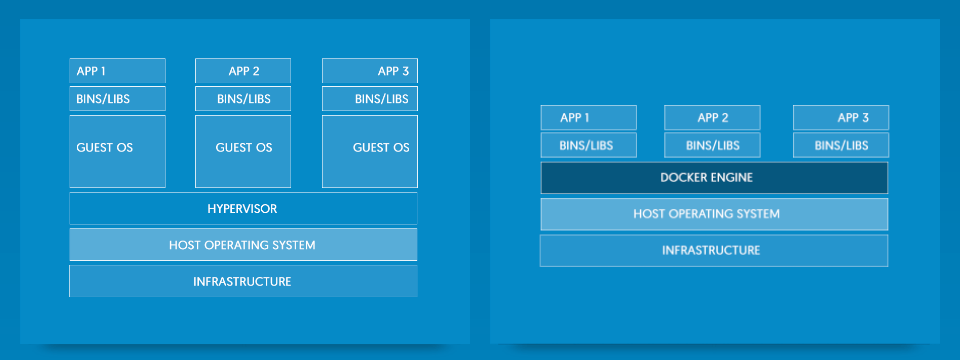 APP 1
APP 2
APP 3
BINS/LIBS
BINS/LIBS
BINS/LIBS
GUEST OS
GUEST OS
GUEST OS
HYPERVISOR
HOST OPERATING SYSTEM
INFRASTRUCTURE
APP 1
APP 2
APP 3
BINS/LIBS
BINS/LIBS
BINS/LIBS
DOCKER ENGINE
HOST OPERATING SYSTEM
INFRASTRUCTURE